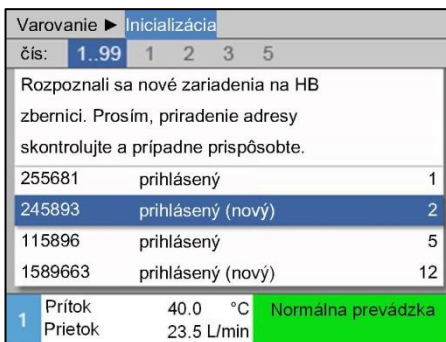 Varovanie ► Inicializácia
čís: 1..99 1 2 3 5
Rozpoznali sa nové zariadenia na HB
zbernici. Prosím, priradenie adresy
skontrolujte a prípadne prispôsobte.
255681 prihlásený 1
245893 prihlásený (nový) 2
115896 prihlásený 5
1589663 prihlásený (nový) 12
1 Prítok 40.0 °C Normálna prevádzka
Prietok 23.5 L/min